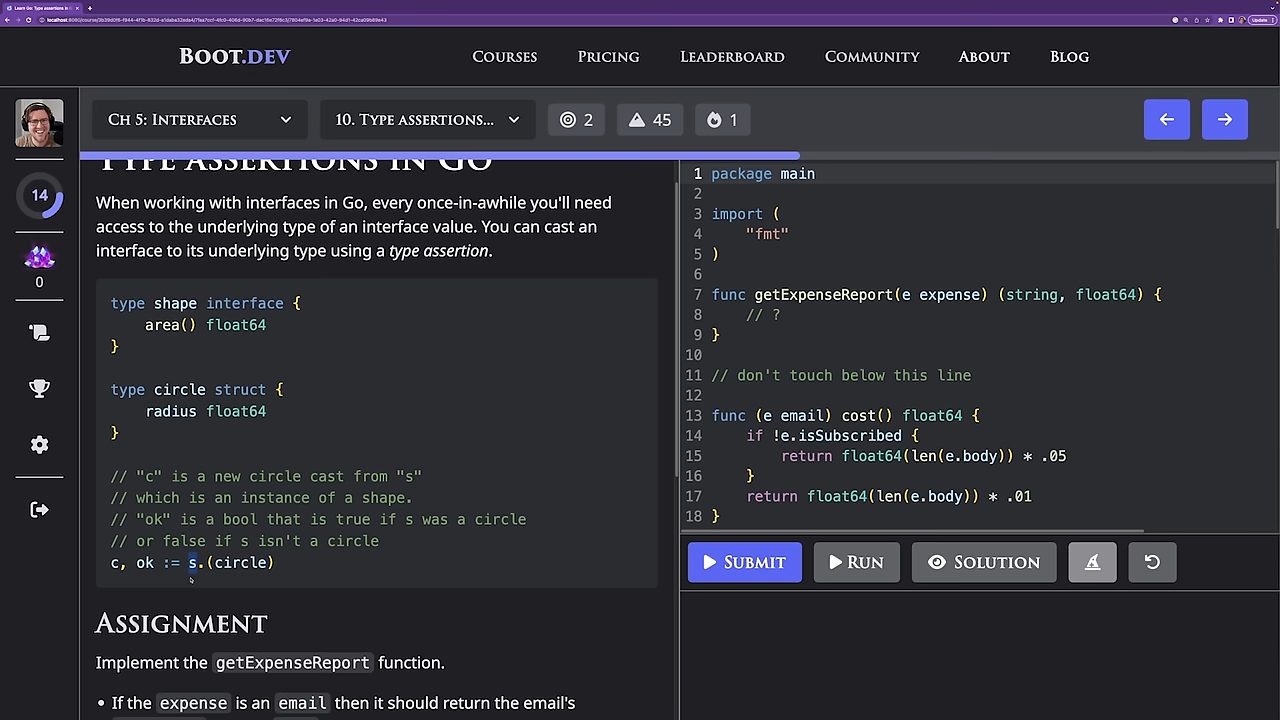 Learn Go: Type assertions in
Update
BOOT.DEV
COURSES
PRICING
LEADERBOARD
COMMUNITY
ABOUT
BLOG
CH 5: INTERFACES
10. TYPE ASSERTIONS...
2
45
1
14
0
TYPE ASSERTIONS IN GO
When working with interfaces in Go, every once-in-awhile you'll need
access to the underlying type of an interface value. You can cast an
interface to its underlying type using a type assertion.
type shape interface {
    area() float64
}
type circle struct {
    radius float64
}
// "c" is a new circle cast from "s"
// which is an instance of a shape.
// "ok" is a bool that is true if s was a circle
// or false if s isn't a circle
c, ok := s.(circle)
ASSIGNMENT
Implement the getExpenseReport function.
• If the expense is an email then it should return the email's
1 package main
2
3 import (
4     "fmt"
5 )
6
7 func getExpenseReport(e expense) (string, float64) {
8     // ?
9 }
10
11 // don't touch below this line
12
13 func (e email) cost() float64 {
14     if !e.isSubscribed {
15         return float64(len(e.body)) * .05
16     }
17     return float64(len(e.body)) * .01
18 }
SUBMIT
RUN
SOLUTION